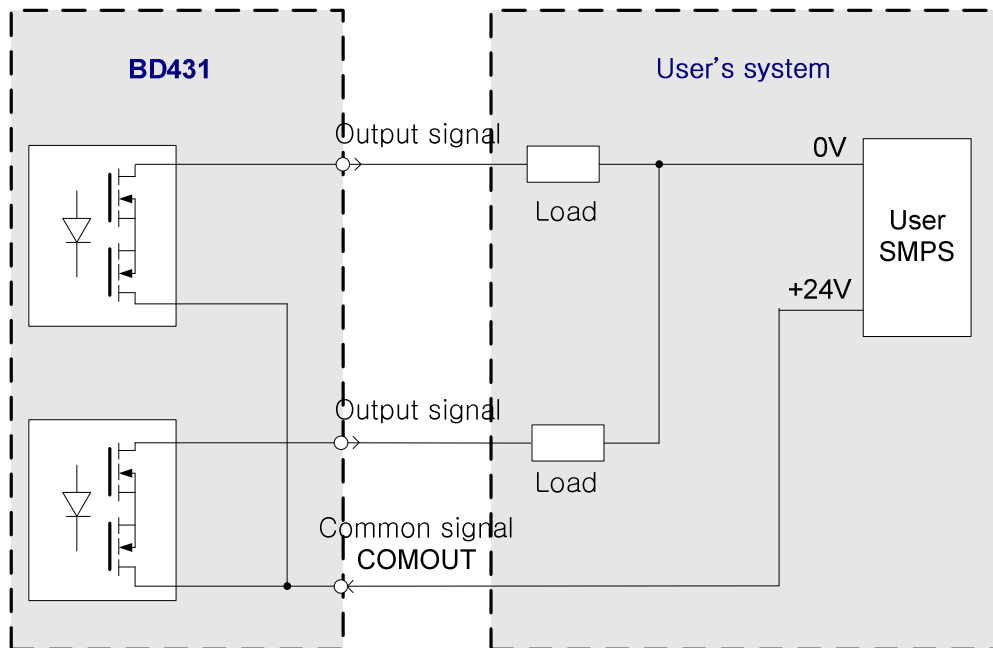 BD431
User's system
Output signal
0V
Load
User
SMPS
+24V
Output signal
Load
Common signal
COMOUT